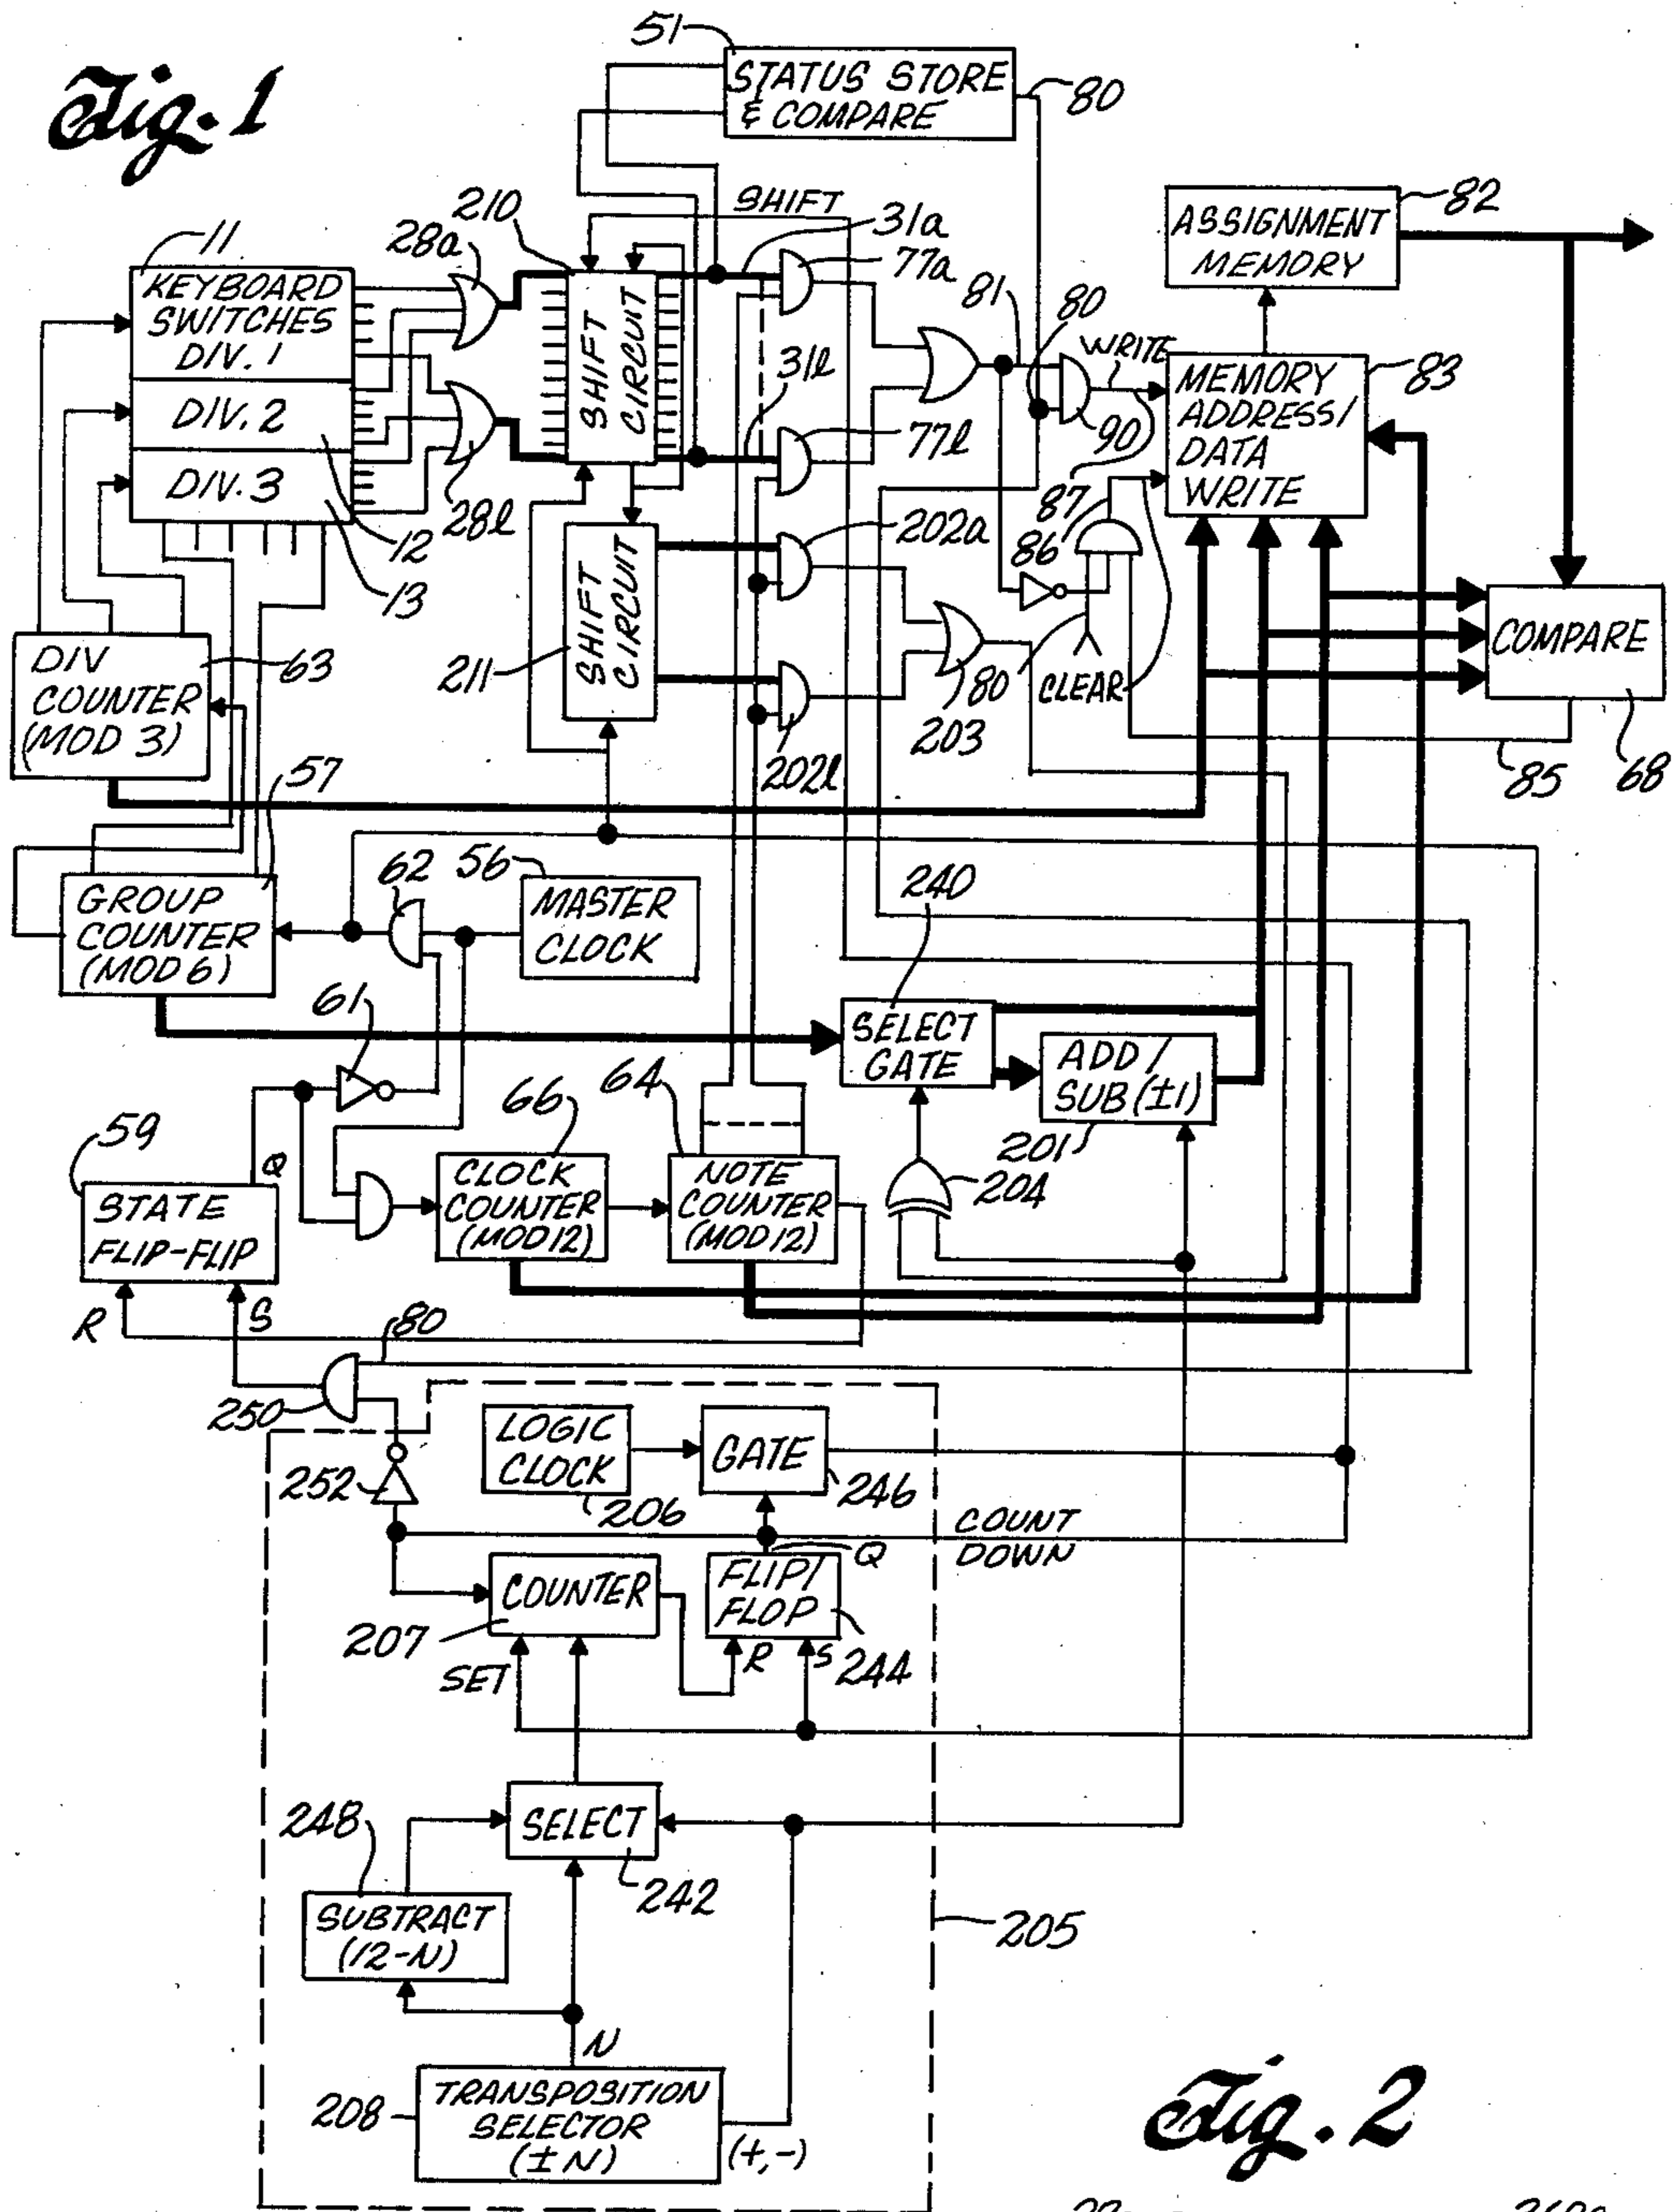 Fig. 1
51
STATUS STORE
& COMPARE
80
210
SHIFT
31a
77a
82
ASSIGNMENT
MEMORY
11
28a
KEYBOARD
SWITCHES
DIV. 1
DIV. 2
DIV. 3
SHIFT
CIRCUIT
81
80
WRITE
MEMORY
ADDRESS/
DATA
WRITE
83
31l
77l
90
87
28l
12
13
202a
86
SHIFT
CIRCUIT
211
DIV
COUNTER
(MOD 3)
63
COMPARE
80
CLEAR
203
202l
85
68
57
62
56
MASTER
CLOCK
240
GROUP
COUNTER
(MOD 6)
61
SELECT
GATE
ADD/
SUB (±1)
201
59
Q
66
64
STATE
FLIP-FLIP
CLOCK
COUNTER
(MOD 12)
NOTE
COUNTER
(MOD 12)
204
R
S
80
250
252
LOGIC
CLOCK
206
GATE
246
COUNT
DOWN
Q
COUNTER
207
FLIP/
FLOP
244
SET
R
S
248
SELECT
242
SUBTRACT
(12-N)
205
N
208
TRANSPOSITION
SELECTOR
(±N)
(+,-)
Fig. 2